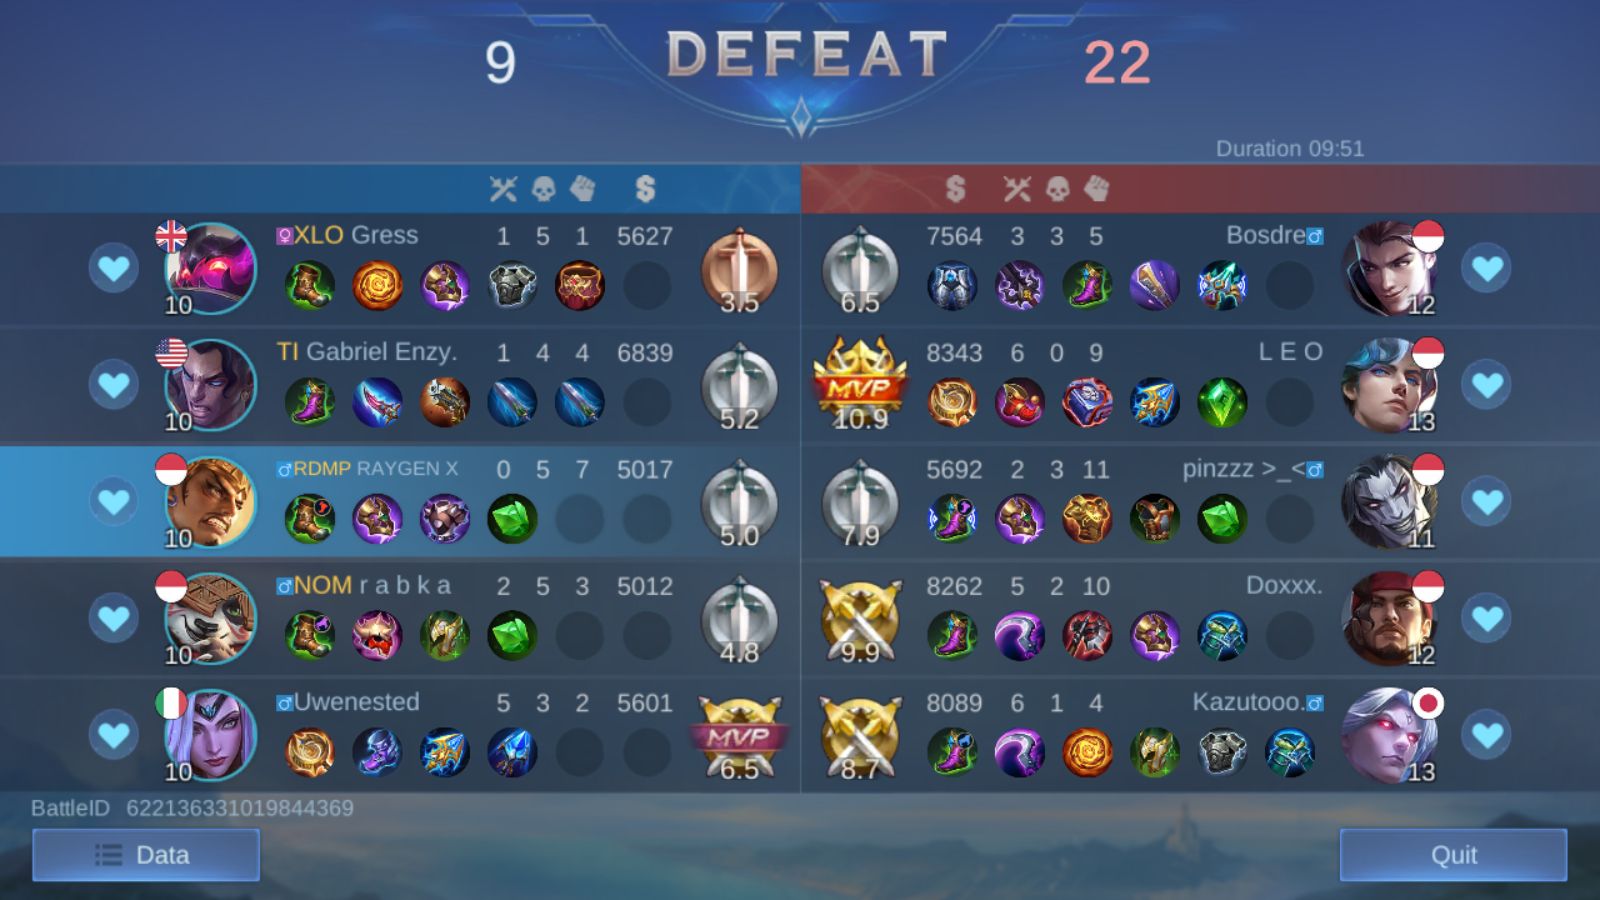 9 DEFEAT 22
Duration 09:51
XLO Gress 1 5 1 5627
10 3.5
6.5 7564 3 3 5 Bosdre
12
TI Gabriel Enzy. 1 4 4 6839
10 5.2
MVP 10.9 8343 6 0 9 L E O
13
RDMP RAYGEN X 0 5 7 5017
10 5.0
7.9 5692 2 3 11 pinzzz >_<
11
NOM r a b k a 2 5 3 5012
10 4.8
9.9 8262 5 2 10 Doxxx.
12
Uwenested 5 3 2 5601
10 MVP 6.5
8.7 8089 6 1 4 Kazutooo.
13
BattleID 622136331019844369
Data Quit